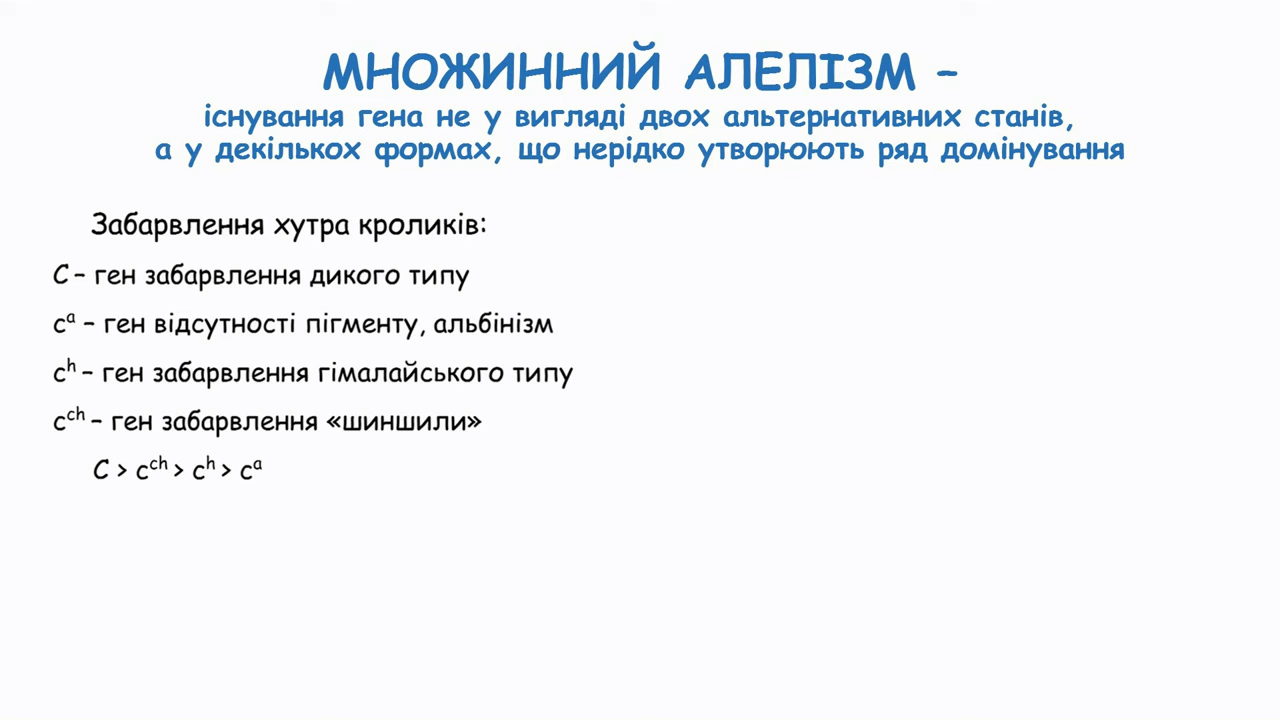 МНОЖИННИЙ АЛЕЛІЗМ –
існування гена не у вигляді двох альтернативних станів,
а у декількох формах, що нерідко утворюють ряд домінування
Забарвлення хутра кроликів:
C – ген забарвлення дикого типу
cᵃ – ген відсутності пігменту, альбінізм
cʰ – ген забарвлення гімалайського типу
cᶜʰ – ген забарвлення «шиншили»
C > cᶜʰ > cʰ > cᵃ